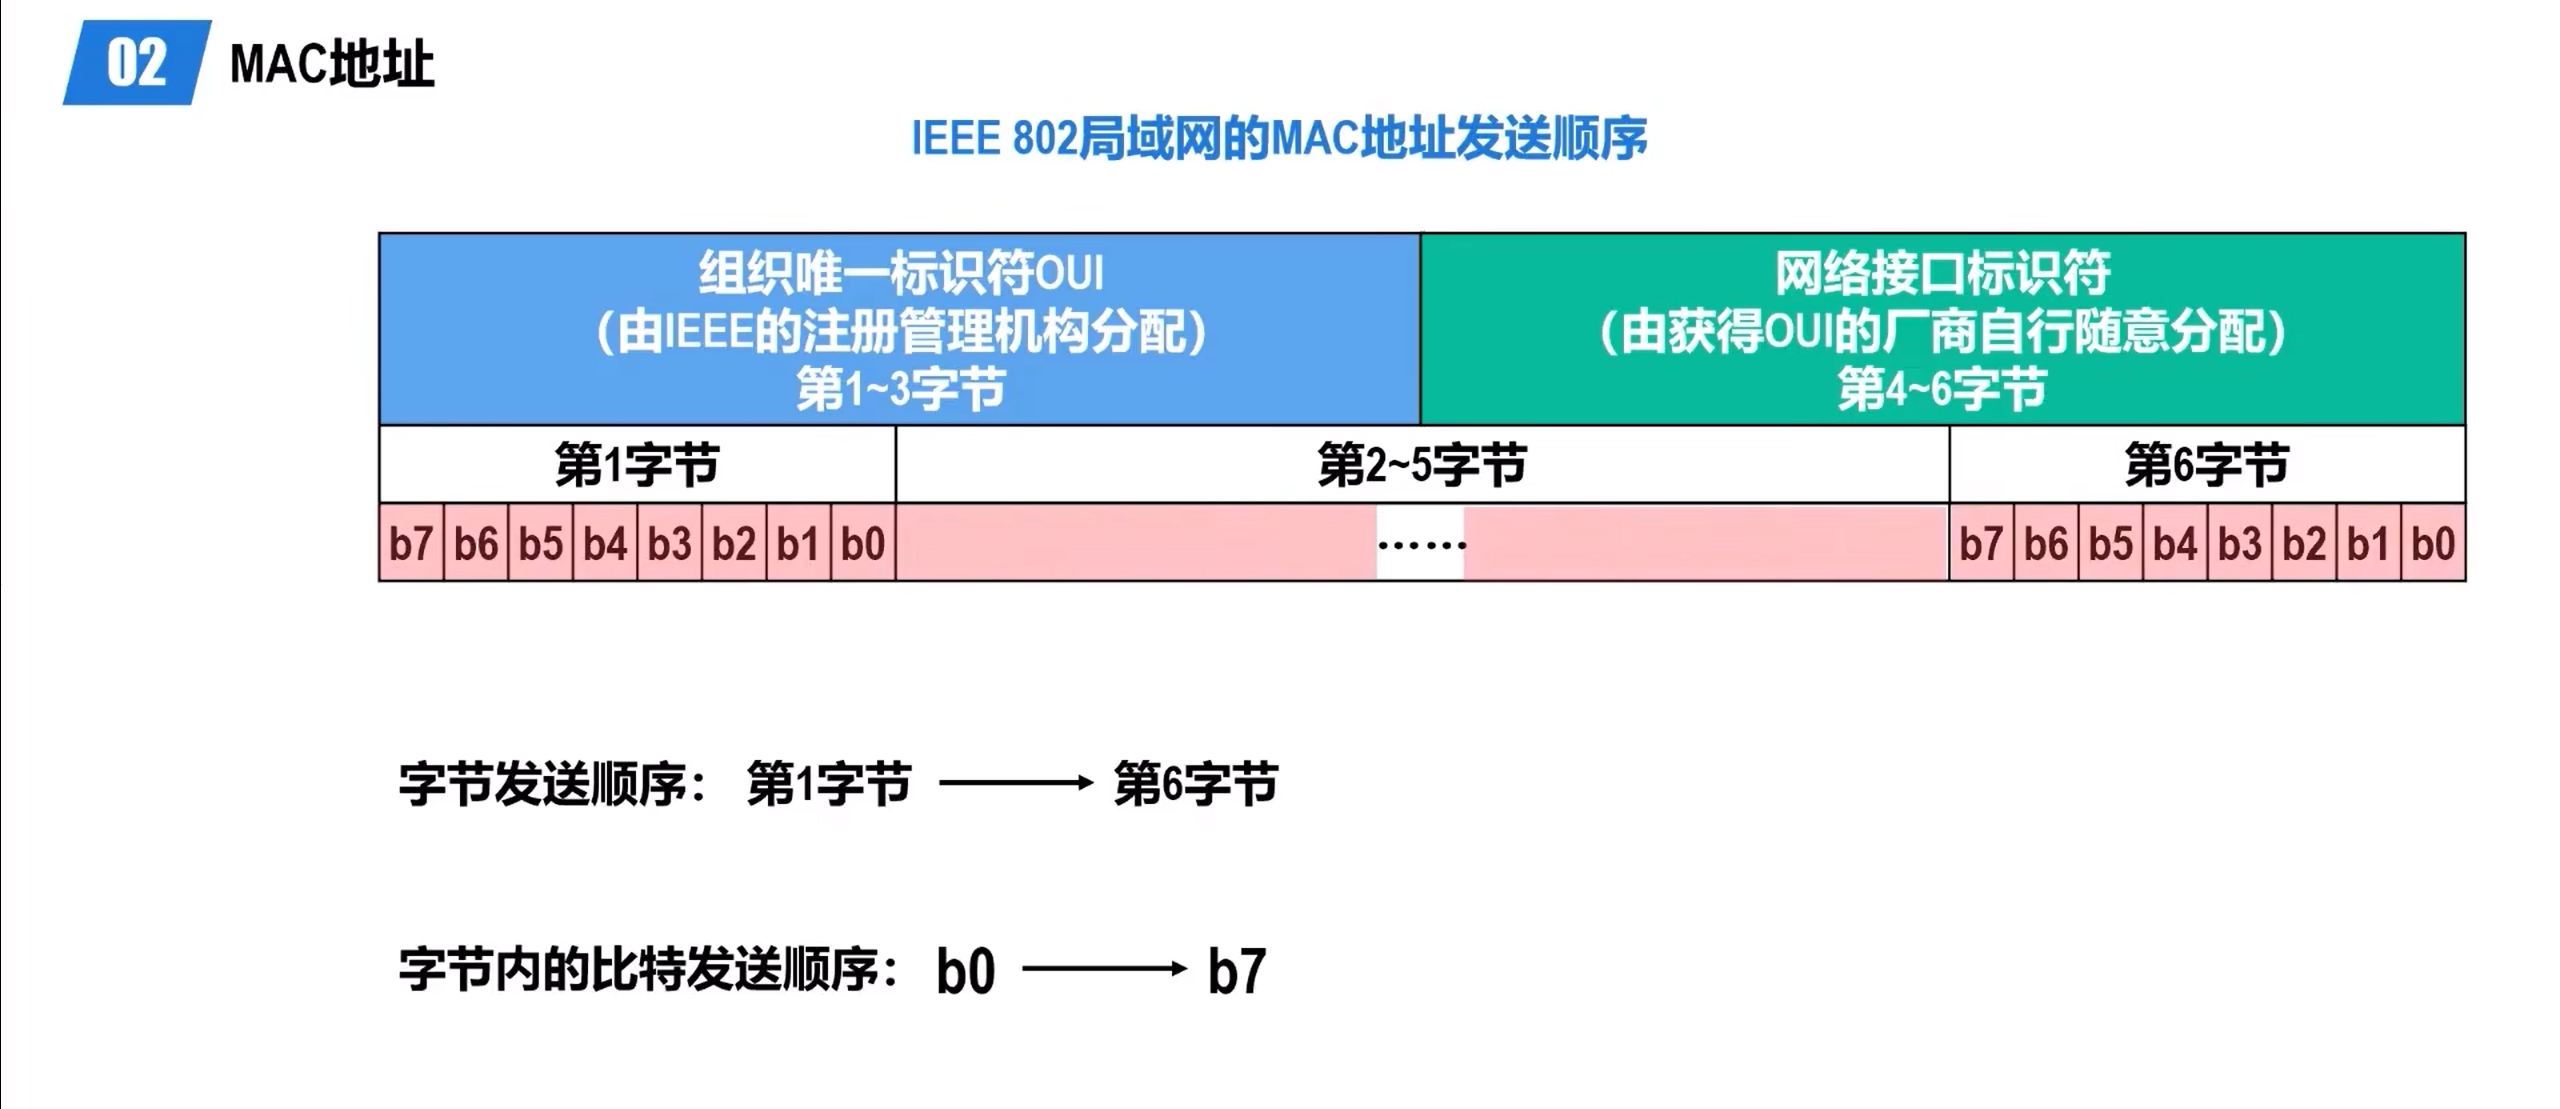 02 MAC地址
IEEE 802局域网的MAC地址发送顺序
组织唯一标识符OUI
（由IEEE的注册管理机构分配）
第1~3字节
网络接口标识符
（由获得OUI的厂商自行随意分配）
第4~6字节
第1字节 第2~5字节 第6字节
b7 b6 b5 b4 b3 b2 b1 b0 …… b7 b6 b5 b4 b3 b2 b1 b0
字节发送顺序： 第1字节 → 第6字节
字节内的比特发送顺序： b0 → b7